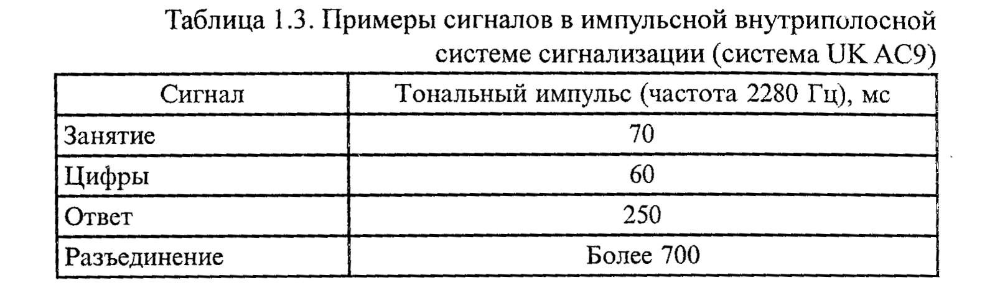 Таблица 1.3. Примеры сигналов в импульсной внутриполосной
системе сигнализации (система UK AC9)
Сигнал Тональный импульс (частота 2280 Гц), мс
Занятие 70
Цифры 60
Ответ 250
Разъединение Более 700